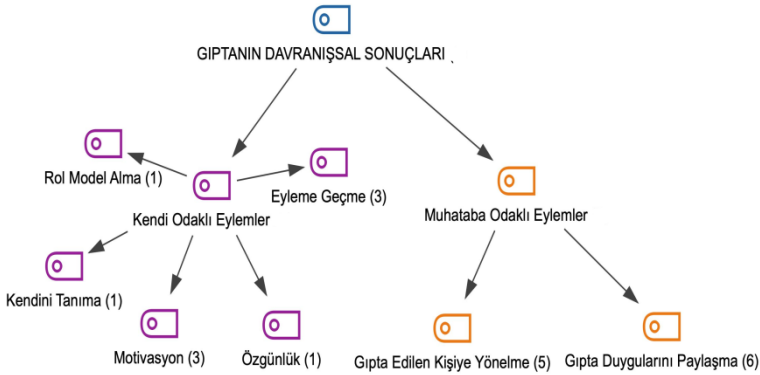 GIPTANIN DAVRANIŞSAL SONUÇLARI
Rol Model Alma (1)
Eyleme Geçme (3)
Kendi Odaklı Eylemler
Muhataba Odaklı Eylemler
Kendini Tanıma (1)
Motivasyon (3)
Özgünlük (1)
Gıpta Edilen Kişiye Yönelme (5)
Gıpta Duygularını Paylaşma (6)